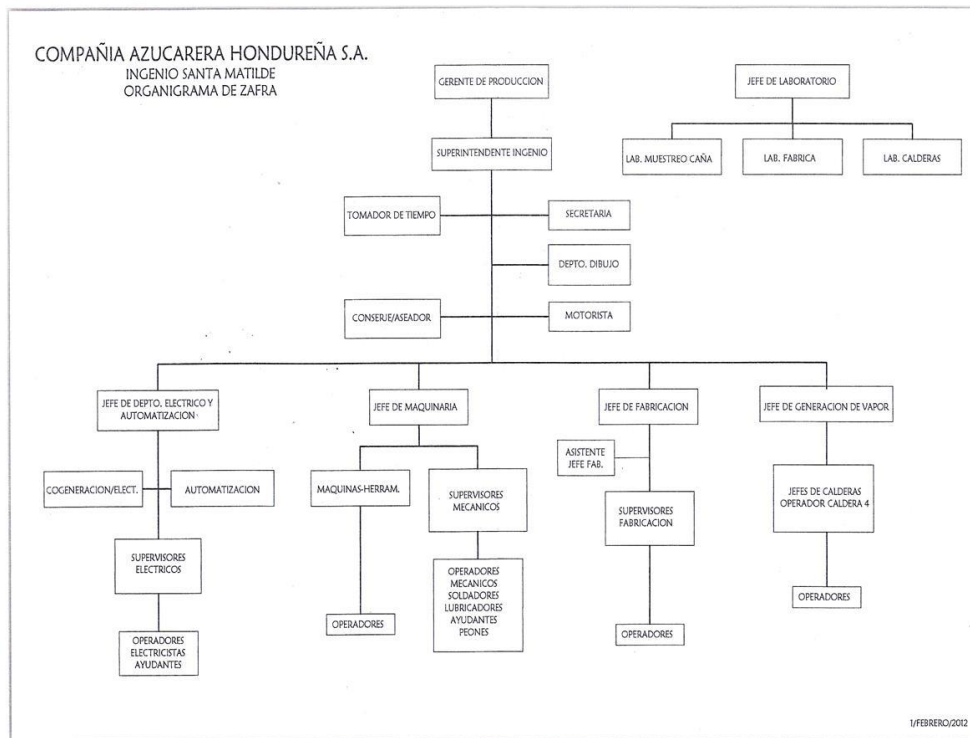 COMPAÑIA AZUCARERA HONDUREÑA S.A.
INGENIO SANTA MATILDE
ORGANIGRAMA DE ZAFRA
GERENTE DE PRODUCCION
JEFE DE LABORATORIO
SUPERINTENDENTE INGENIO
LAB. MUESTREO CAÑA
LAB. FABRICA
LAB. CALDERAS
TOMADOR DE TIEMPO
SECRETARIA
DEPTO. DIBUJO
CONSERJE/ASEADOR
MOTORISTA
JEFE DE DEPTO. ELECTRICO Y
AUTOMATIZACION
JEFE DE MAQUINARIA
JEFE DE FABRICACION
JEFE DE GENERACION DE VAPOR
ASISTENTE
JEFE FAB.
COGENERACION/ELECT.
AUTOMATIZACION
MAQUINAS-HERRAM.
SUPERVISORES
MECANICOS
SUPERVISORES
FABRICACION
JEFES DE CALDERAS
OPERADOR CALDERA 4
SUPERVISORES
ELECTRICOS
OPERADORES
MECANICOS
SOLDADORES
LUBRICADORES
AYUDANTES
PEONES
OPERADORES
OPERADORES
OPERADORES
OPERADORES
ELECTRICISTAS
AYUDANTES
1/FEBRERO/2012